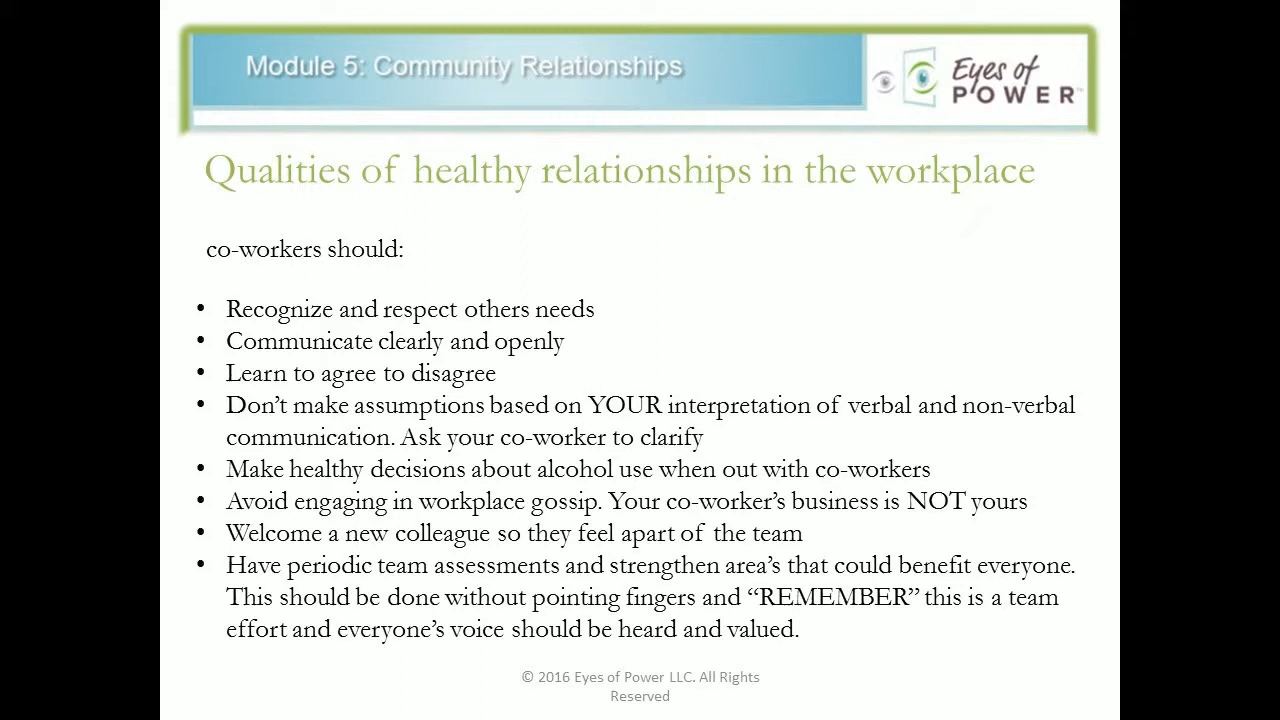 Module 5: Community Relationships
Eyes of
POWER™
Qualities of healthy relationships in the workplace
co-workers should:
• Recognize and respect others needs
• Communicate clearly and openly
• Learn to agree to disagree
• Don't make assumptions based on YOUR interpretation of verbal and non-verbal
communication. Ask your co-worker to clarify
• Make healthy decisions about alcohol use when out with co-workers
• Avoid engaging in workplace gossip. Your co-worker's business is NOT yours
• Welcome a new colleague so they feel apart of the team
• Have periodic team assessments and strengthen area's that could benefit everyone.
This should be done without pointing fingers and “REMEMBER” this is a team
effort and everyone's voice should be heard and valued.
© 2016 Eyes of Power LLC. All Rights
Reserved